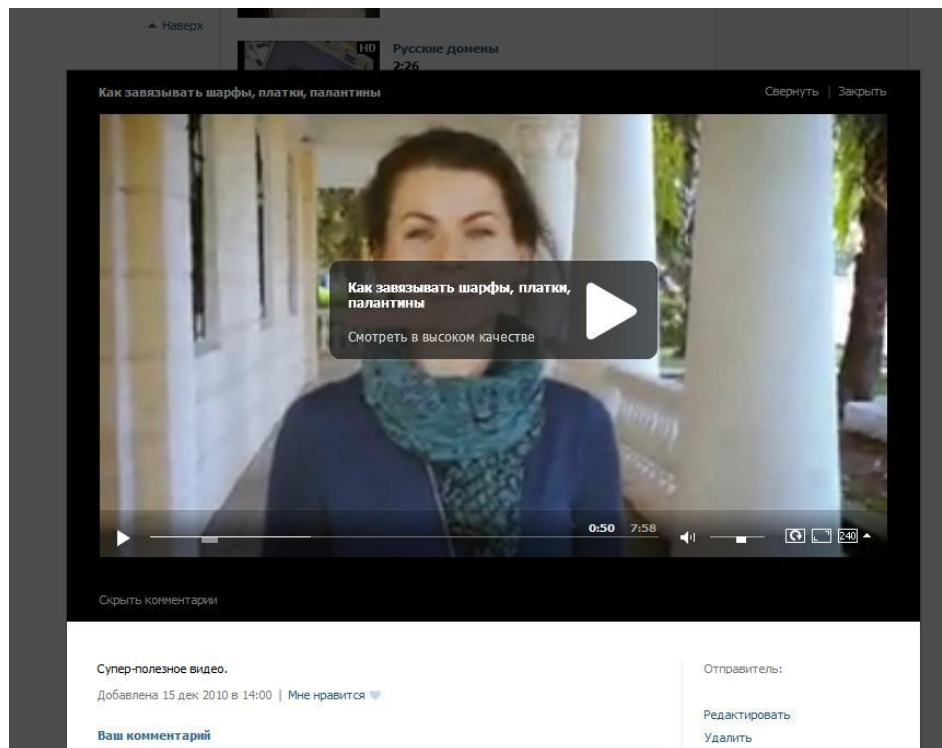 Наверх
HD
Русские домены
2:26
Как завязывать шарфы, платки, палантины
Свернуть | Закрыть
Как завязывать шарфы, платки,
палантины
Смотреть в высоком качестве
0:50 7:58
240
Скрыть комментарии
Супер-полезное видео.
Отправитель:
Добавлена 15 дек 2010 в 14:00 | Мне нравится
Редактировать
Ваш комментарий
Удалить